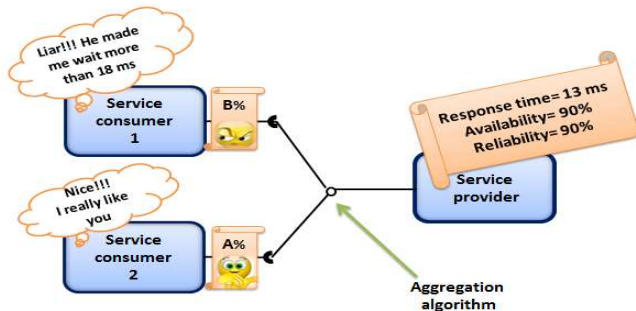 Liar!!! He made
me wait more
than 18 ms
Service
consumer
1
B%
Response time= 13 ms
Availability= 90%
Reliability= 90%
Service
provider
Nice!!!
I really like
you
Service
consumer
2
A%
Aggregation
algorithm